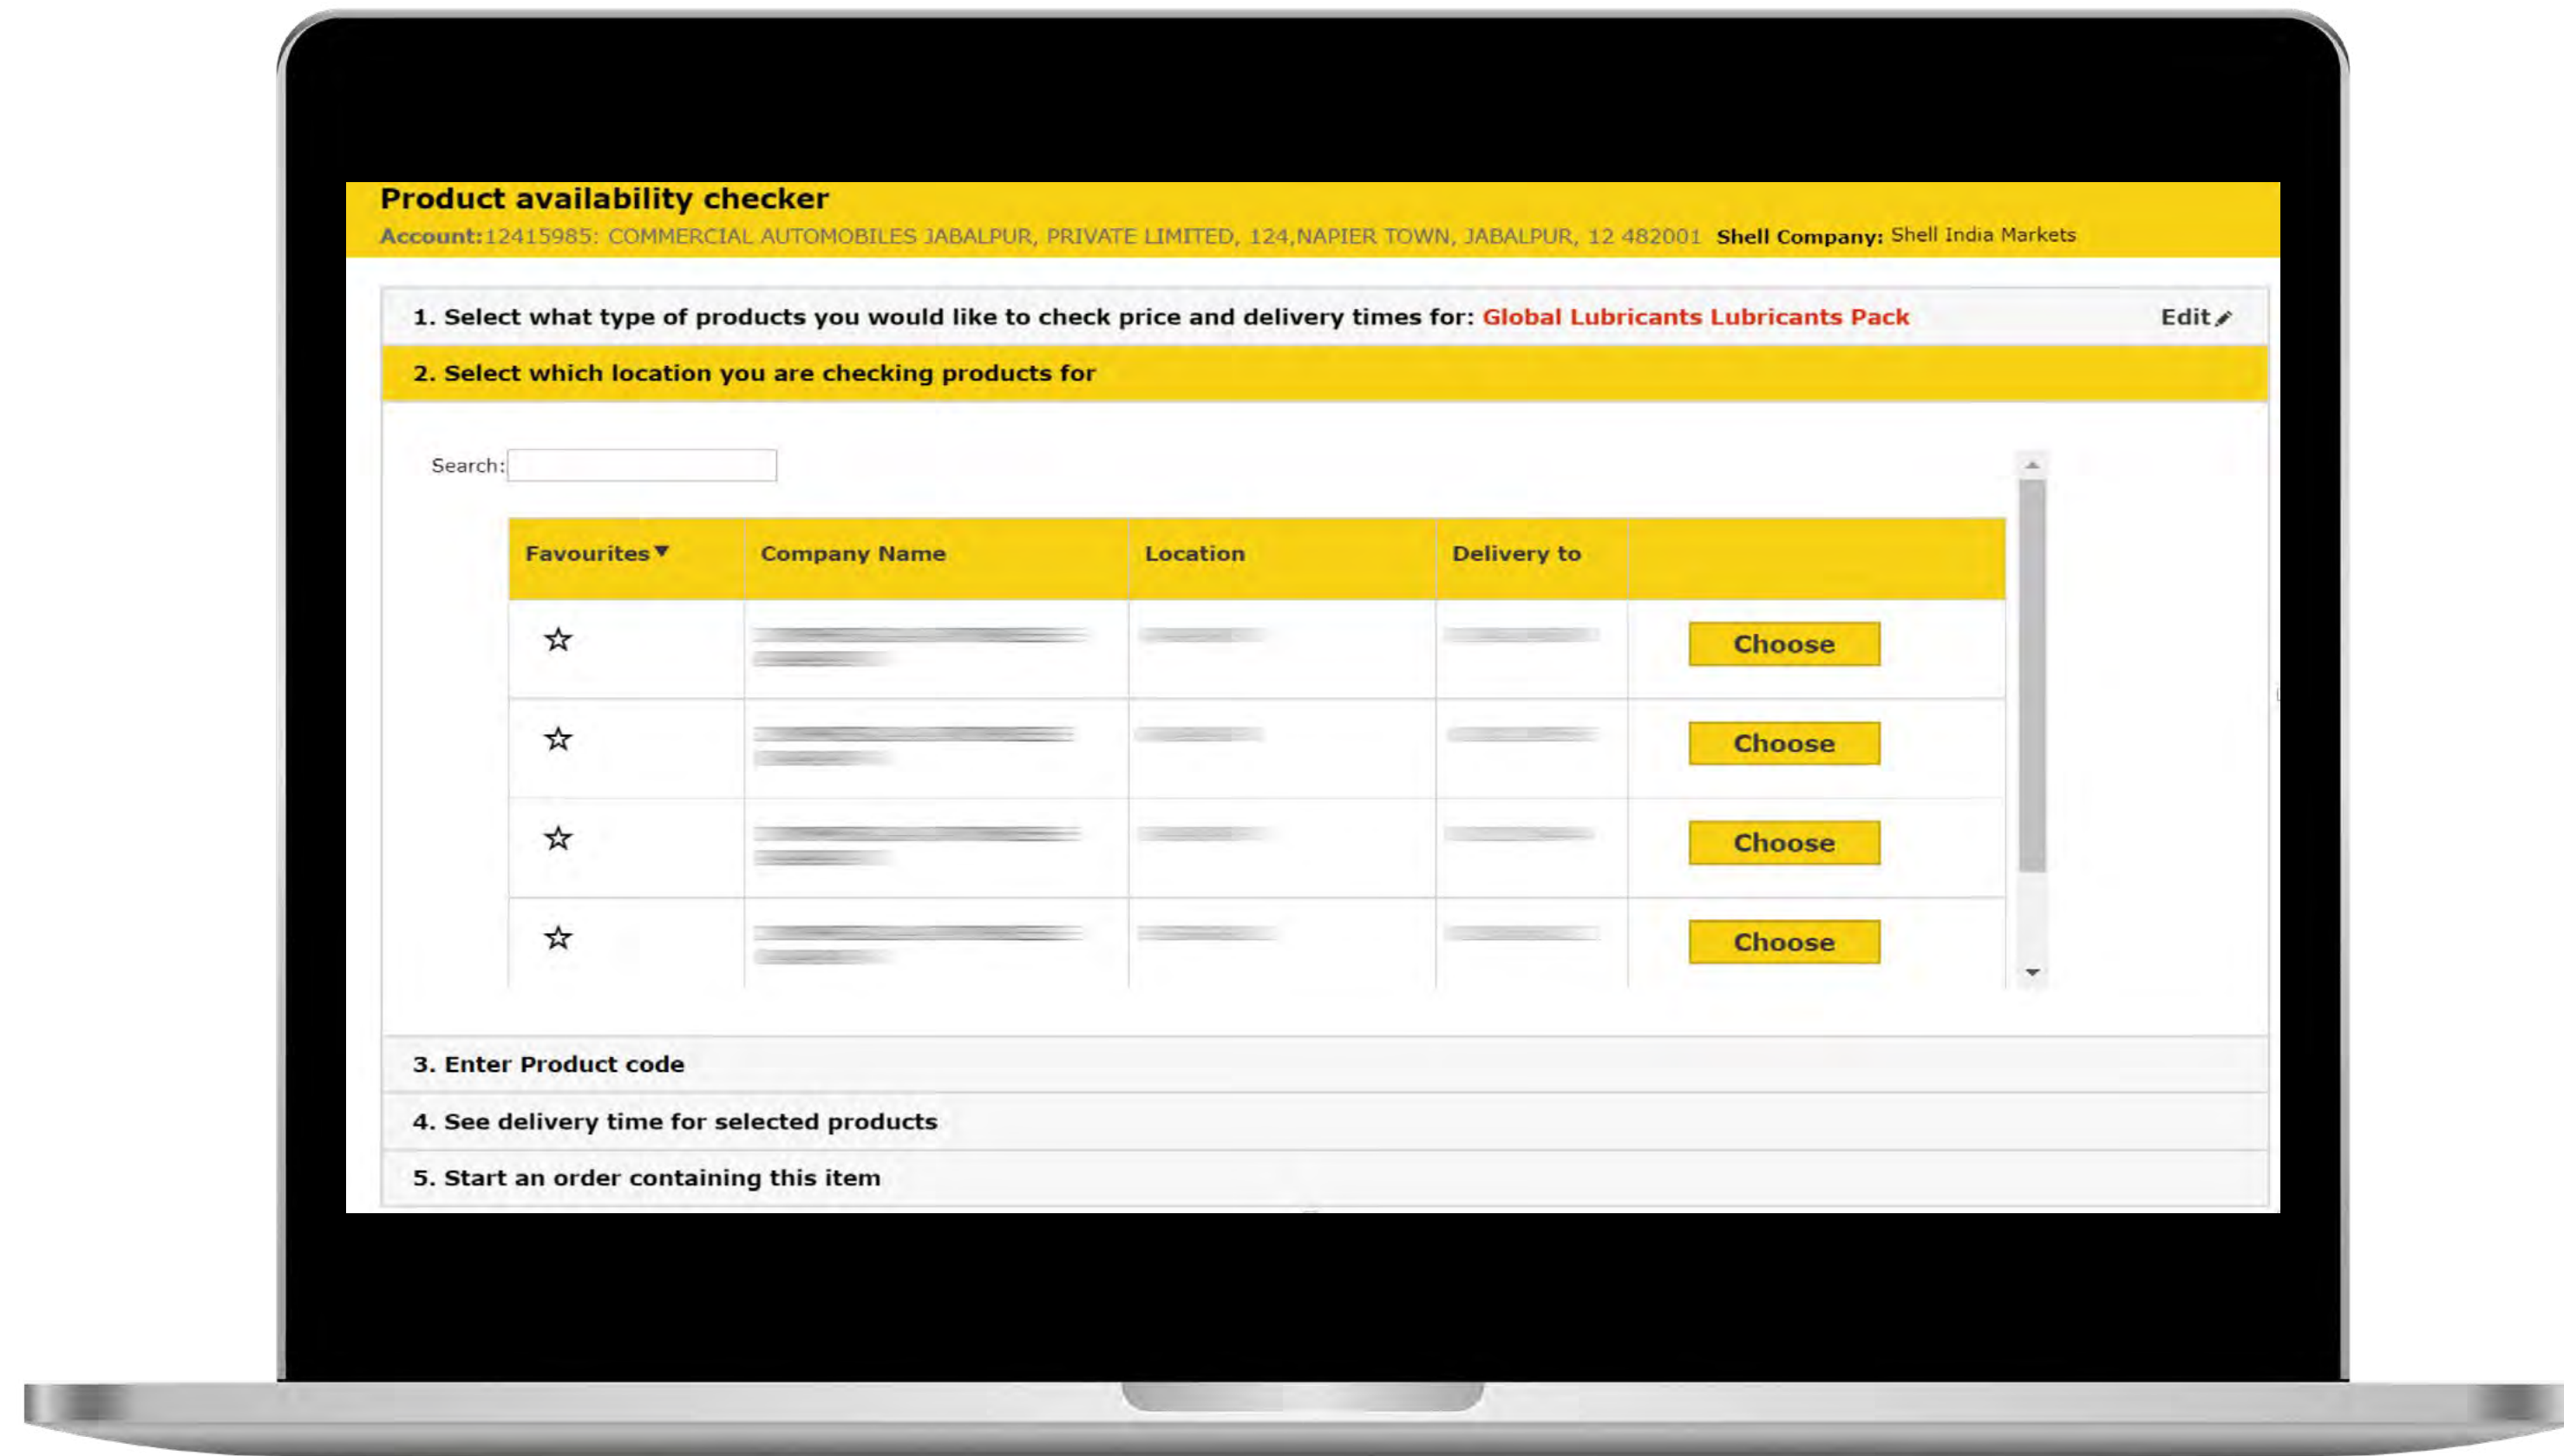 Product availability checker
Account:12415985: COMMERCIAL AUTOMOBILES JABALPUR, PRIVATE LIMITED, 124,NAPIER TOWN, JABALPUR, 12 482001 Shell Company: Shell India Markets
1. Select what type of products you would like to check price and delivery times for: Global Lubricants Lubricants Pack Edit
2. Select which location you are checking products for
Search:
Favourites▼ Company Name Location Delivery to
Choose
Choose
Choose
Choose
3. Enter Product code
4. See delivery time for selected products
5. Start an order containing this item